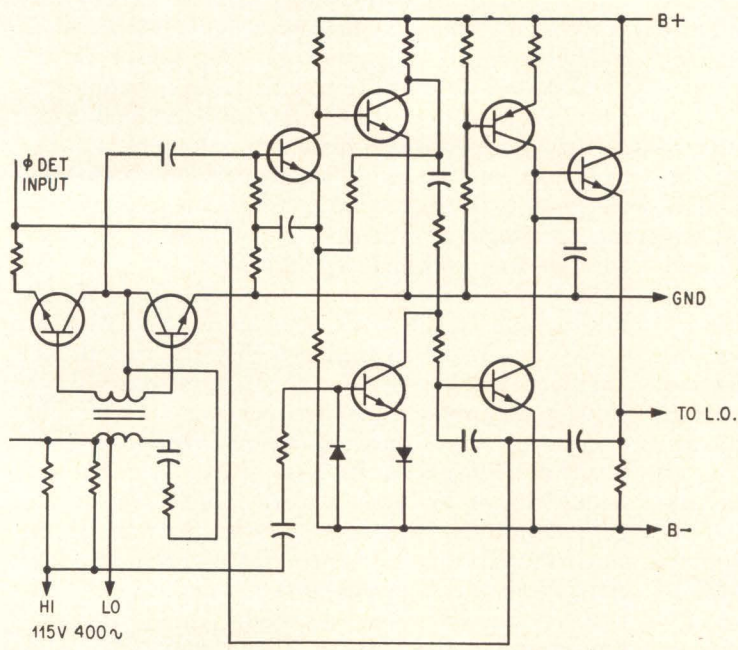 B+
φ DET
INPUT
GND
TO L.O.
B-
HI LO
115V 400~